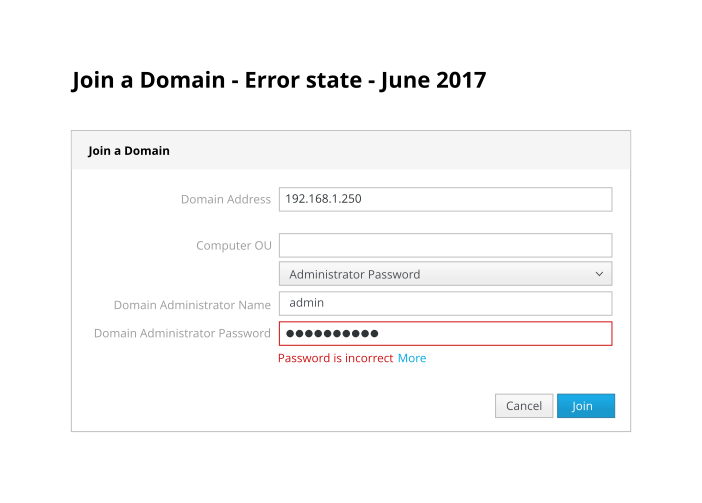 Join a Domain - Error state - June 2017
Join a Domain
Domain Address 192.168.1.250
Computer OU
Administrator Password
Domain Administrator Name admin
Domain Administrator Password ●●●●●●●●●●
Password is incorrect More
Cancel Join